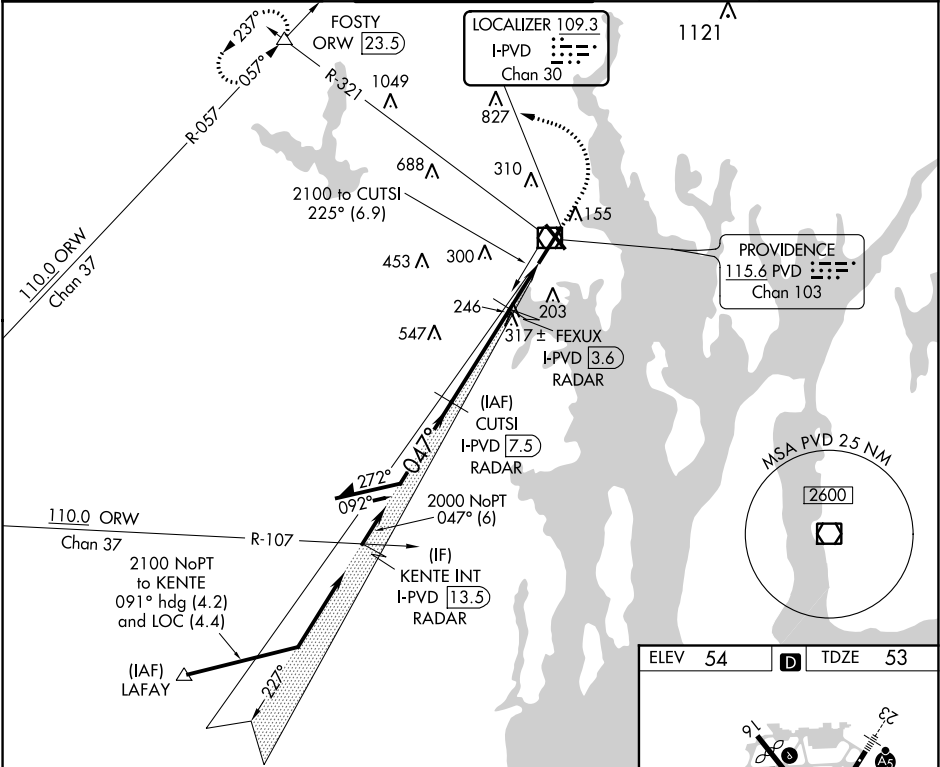 237°
FOSTY
ORW 23.5
057°
R-057
R-321
LOCALIZER 109.3
I-PVD
Chan 30
1121
1049
827
688
310
155
2100 to CUTSI
225° (6.9)
453
300
110.0 ORW
Chan 37
PROVIDENCE
115.6 PVD
Chan 103
246
203
547
317 ±
FEXUX
I-PVD 3.6
RADAR
(IAF)
CUTSI
I-PVD 7.5
RADAR
047°
272°
092°
2000 NoPT
047° (6)
MSA PVD 25 NM
2600
110.0 ORW
Chan 37
R-107
(IF)
KENTE INT
I-PVD 13.5
RADAR
2100 NoPT
to KENTE
091° hdg (4.2)
and LOC (4.4)
(IAF)
LAFAY
227°
ELEV 54
D
TDZE 53
16
23
A5